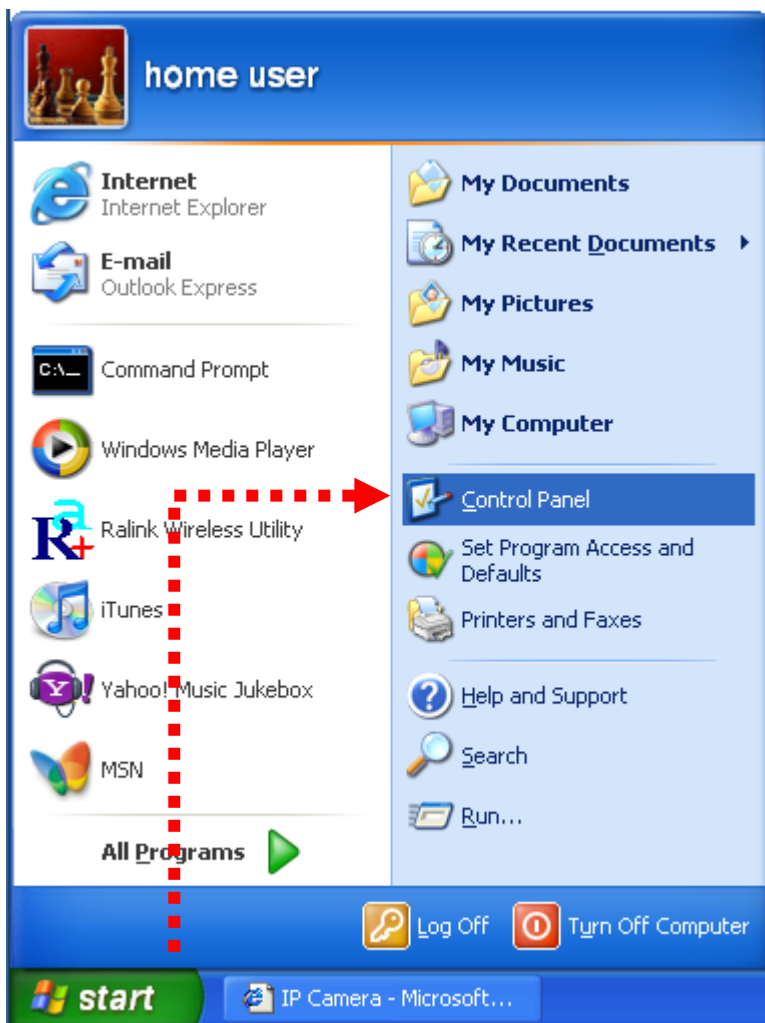 home user
Internet
Internet Explorer
E-mail
Outlook Express
C:\_
Command Prompt
Windows Media Player
Ralink Wireless Utility
iTunes
Yahoo! Music Jukebox
MSN
All Programs
My Documents
My Recent Documents
My Pictures
My Music
My Computer
Control Panel
Set Program Access and
Defaults
Printers and Faxes
Help and Support
Search
Run...
Log Off
Turn Off Computer
start
IP Camera - Microsoft...